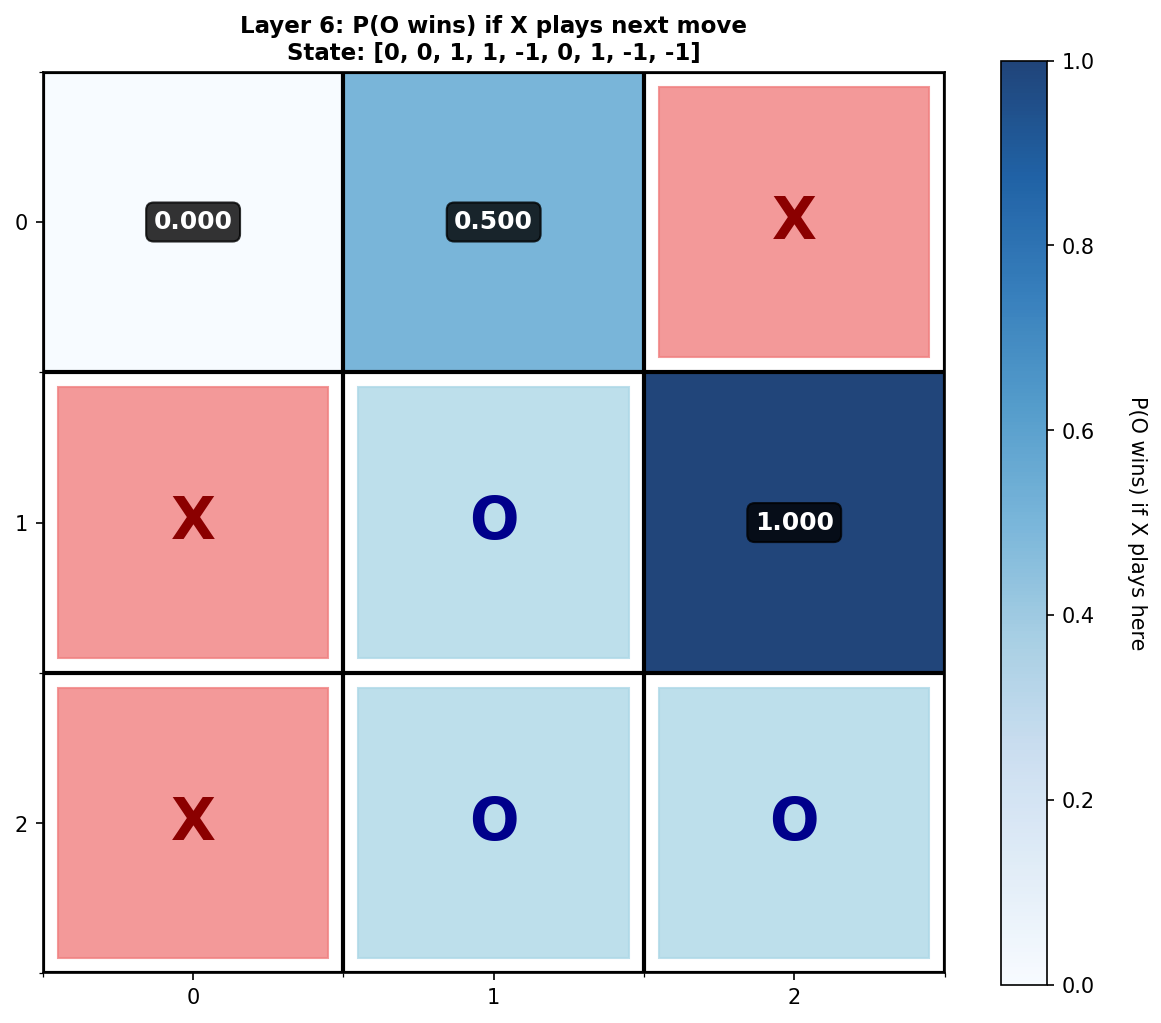 Layer 6: P(O wins) if X plays next move
State: [0, 0, 1, 1, -1, 0, 1, -1, -1]
0
0.000
0.500
X
1
X
O
1.000
2
X
O
O
0
1
2
1.0
0.8
0.6
0.4
0.2
0.0
P(O wins) if X plays here